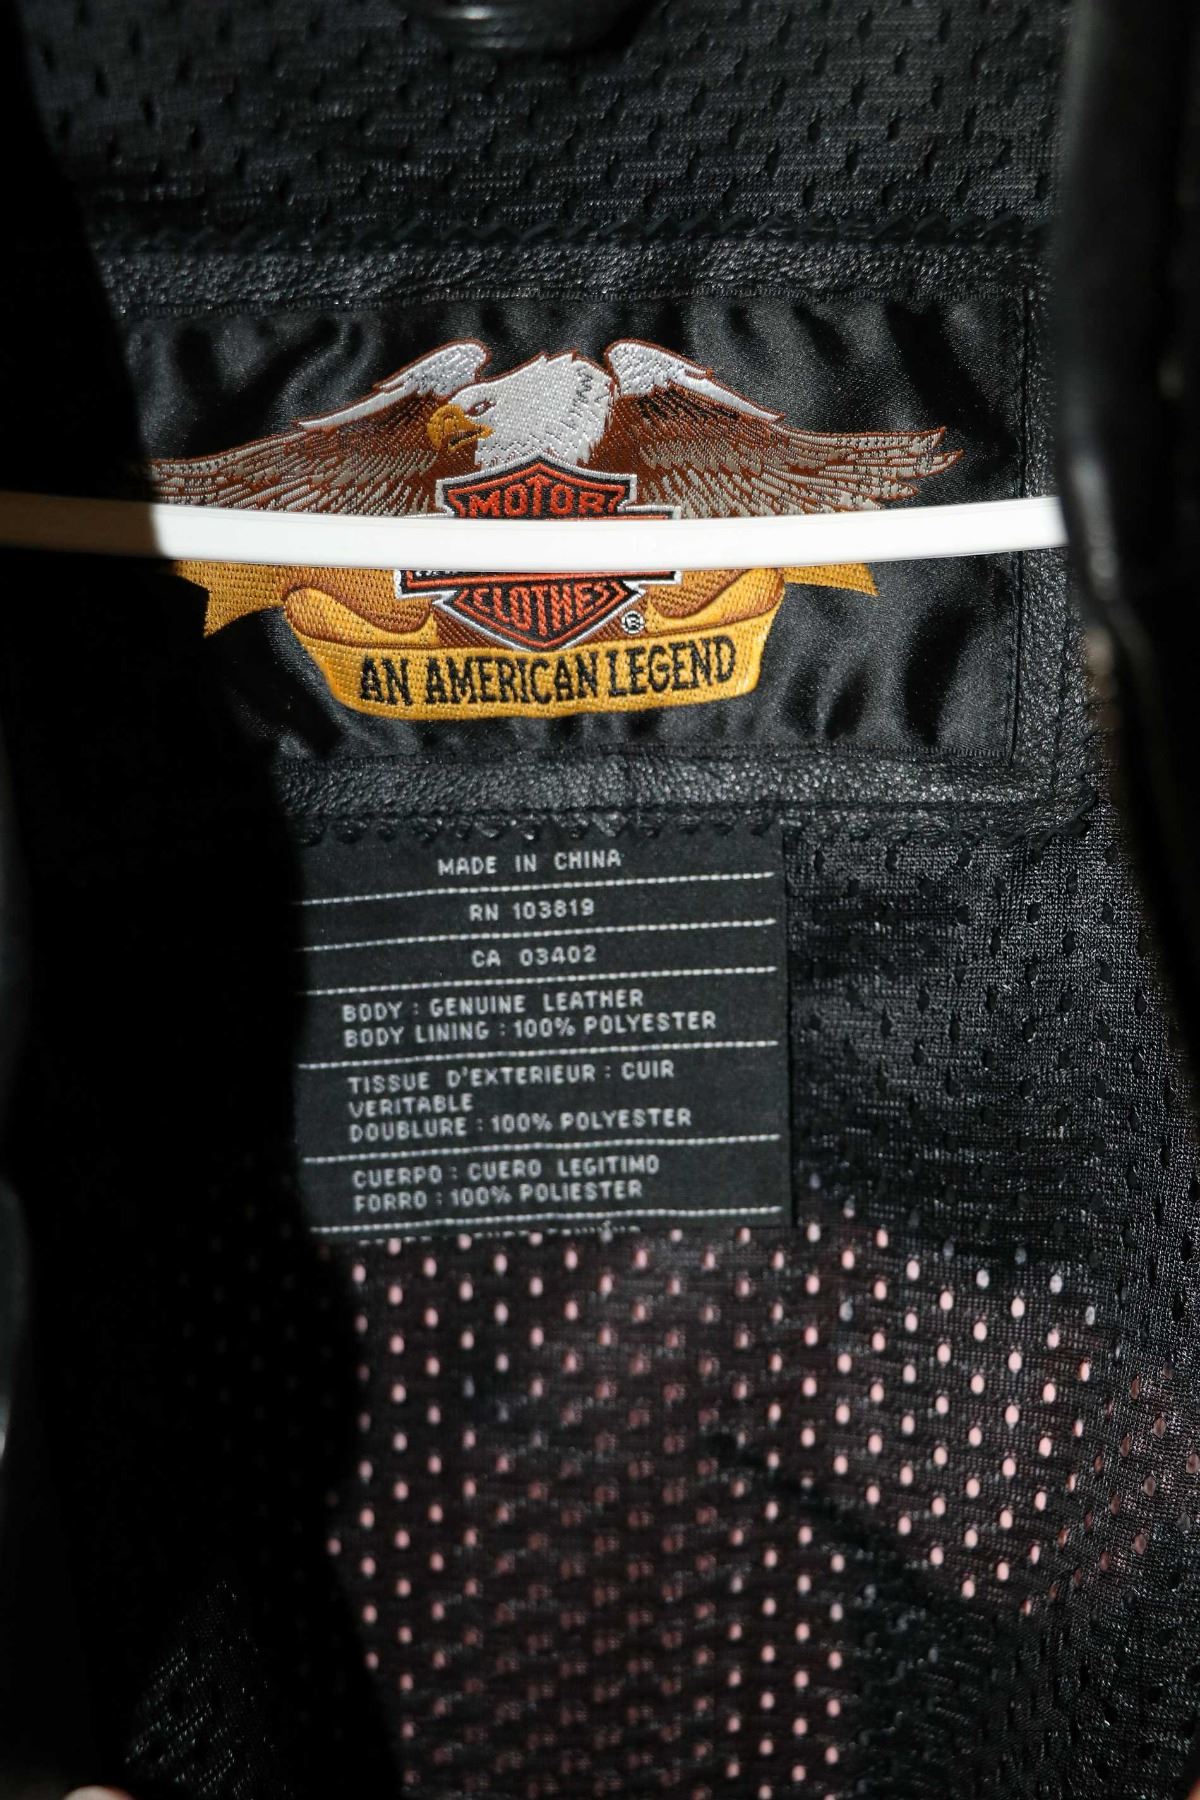 MOTOR
CLOTHES
®
AN AMERICAN LEGEND
MADE IN CHINA
RN 103819
CA 03402
BODY : GENUINE LEATHER
BODY LINING : 100% POLYESTER
TISSUE D'EXTERIEUR : CUIR
VERITABLE
DOUBLURE : 100% POLYESTER
CUERPO : CUERO LEGITIMO
FORRO : 100% POLIESTER